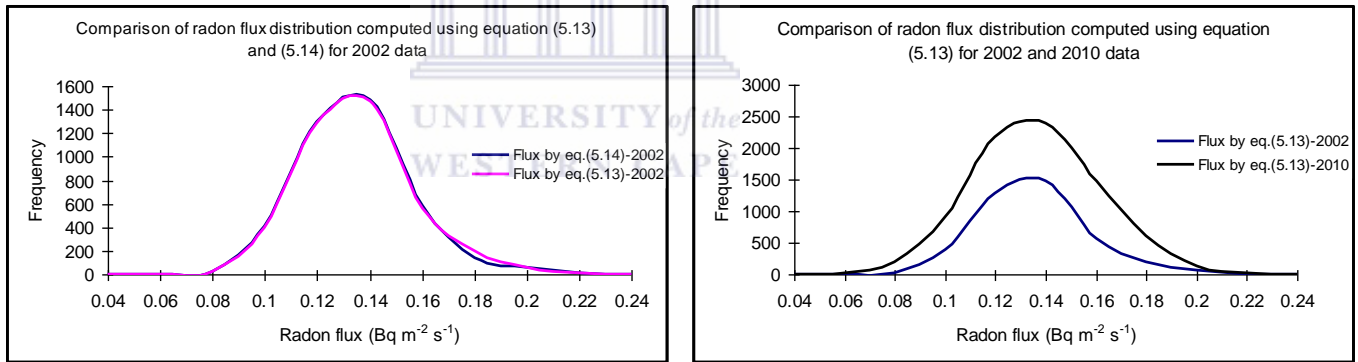 Comparison of radon flux distribution computed using equation (5.13)
and (5.14) for 2002 data
1600
1400
1200
1000
800
600
400
200
0
Frequency
0.04 0.06 0.08 0.1 0.12 0.14 0.16 0.18 0.2 0.22 0.24
Radon flux (Bq m⁻² s⁻¹)
Flux by eq.(5.14)-2002
Flux by eq.(5.13)-2002
UNIVERSITY of the
WESTERN CAPE
Comparison of radon flux distribution computed using equation
(5.13) for 2002 and 2010 data
3000
2500
2000
1500
1000
500
0
Frequency
0.04 0.06 0.08 0.1 0.12 0.14 0.16 0.18 0.2 0.22 0.24
Radon flux (Bq m⁻² s⁻¹)
Flux by eq.(5.13)-2002
Flux by eq.(5.13)-2010